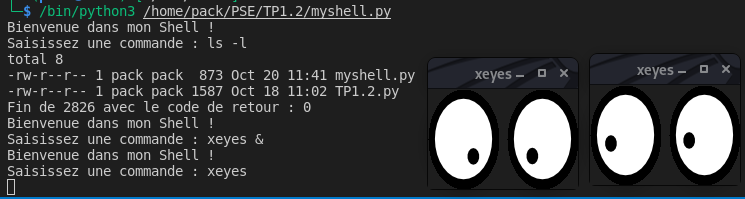 └─$ /bin/python3 /home/pack/PSE/TP1.2/myshell.py
Bienvenue dans mon Shell !
Saisissez une commande : ls -l
total 8
-rw-r--r-- 1 pack pack  873 Oct 20 11:41 myshell.py
-rw-r--r-- 1 pack pack 1587 Oct 18 11:02 TP1.2.py
Fin de 2826 avec le code de retour : 0
Bienvenue dans mon Shell !
Saisissez une commande : xeyes &
Bienvenue dans mon Shell !
Saisissez une commande : xeyes
xeyes
xeyes